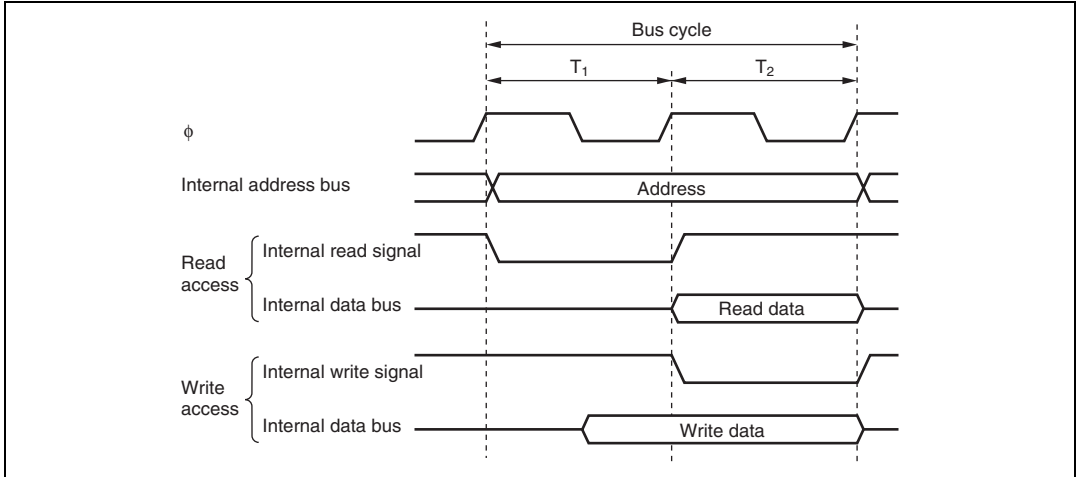 Bus cycle
T₁ T₂
φ
Internal address bus Address
Read access
Internal read signal
Internal data bus Read data
Write access
Internal write signal
Internal data bus Write data